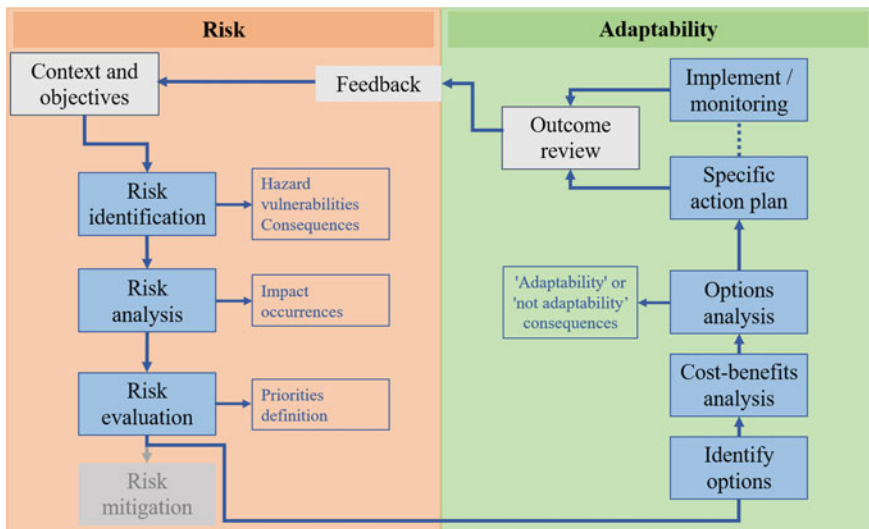 Risk
Context and
objectives
Feedback
Risk
identification
Hazard
vulnerabilities
Consequences
Risk
analysis
Impact
occurrences
Risk
evaluation
Priorities
definition
Risk
mitigation
Adaptability
Implement /
monitoring
Outcome
review
Specific
action plan
'Adaptability' or
'not adaptability’
consequences
Options
analysis
Cost-benefits
analysis
Identify
options